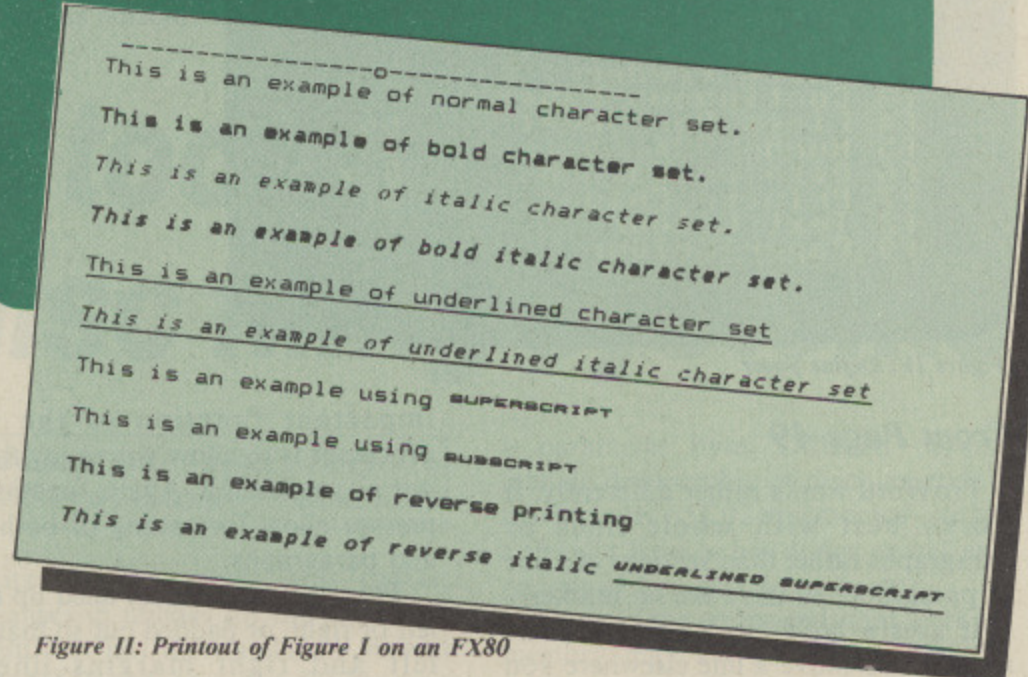 ------------------o------------------
This is an example of normal character set.
This is an example of bold character set.
This is an example of italic character set.
This is an example of bold italic character set.
This is an example of underlined character set
This is an example of underlined italic character set
This is an example using SUPERSCRIPT
This is an example using SUBSCRIPT
This is an example of reverse printing
This is an example of reverse italic UNDERLINED SUPERSCRIPT
Figure II: Printout of Figure I on an FX80